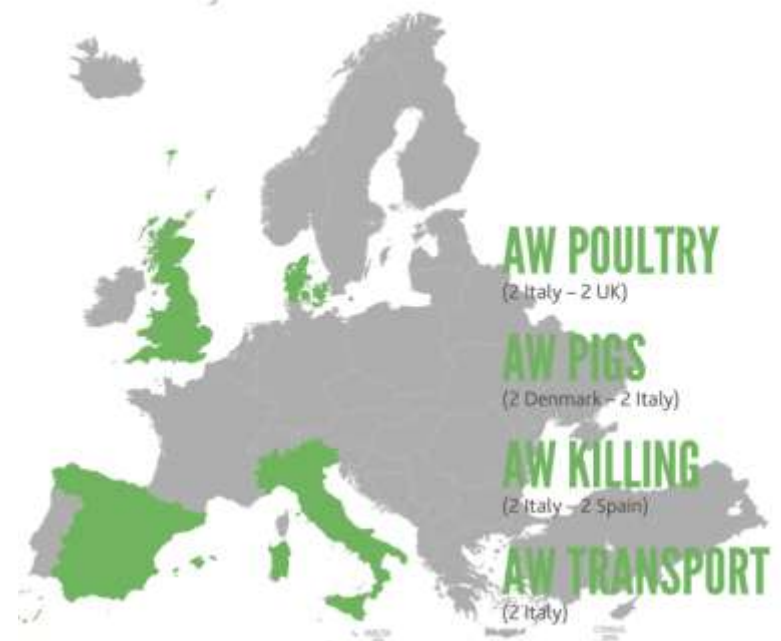 AW POULTRY
(2 Italy – 2 UK)
AW PIGS
(2 Denmark – 2 Italy)
AW KILLING
(2 Italy – 2 Spain)
AW TRANSPORT
(2 Italy)